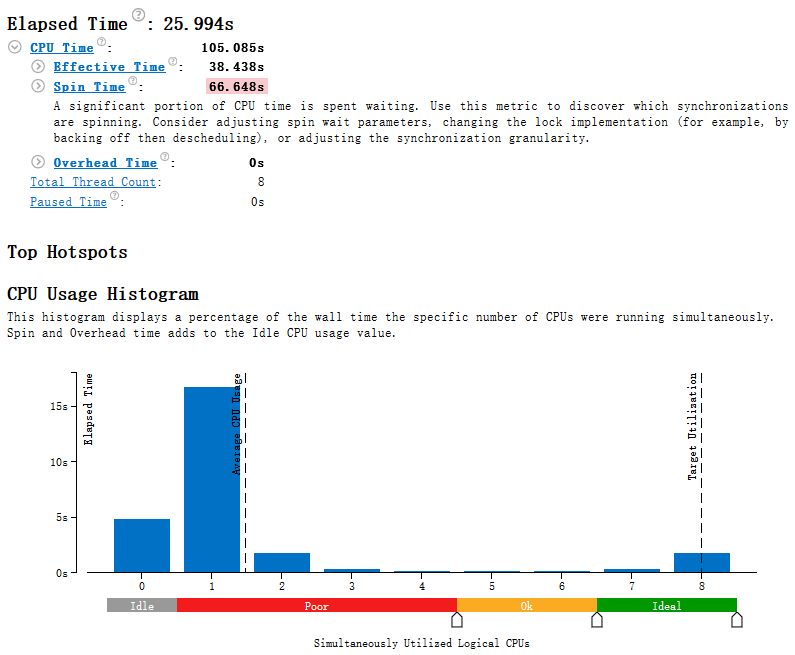 Elapsed Time ?: 25.994s
CPU Time ?: 105.085s
Effective Time ?: 38.438s
Spin Time ?: 66.648s
A significant portion of CPU time is spent waiting. Use this metric to discover which synchronizations
are spinning. Consider adjusting spin wait parameters, changing the lock implementation (for example, by
backing off then descheduling), or adjusting the synchronization granularity.
Overhead Time ?: 0s
Total Thread Count: 8
Paused Time ?: 0s
Top Hotspots
CPU Usage Histogram
This histogram displays a percentage of the wall time the specific number of CPUs were running simultaneously.
Spin and Overhead time adds to the Idle CPU usage value.
Elapsed Time
Average CPU Usage
Target Utilization
15s
10s
5s
0s
0 1 2 3 4 5 6 7 8
Idle Poor Ok Ideal
Simultaneously Utilized Logical CPUs